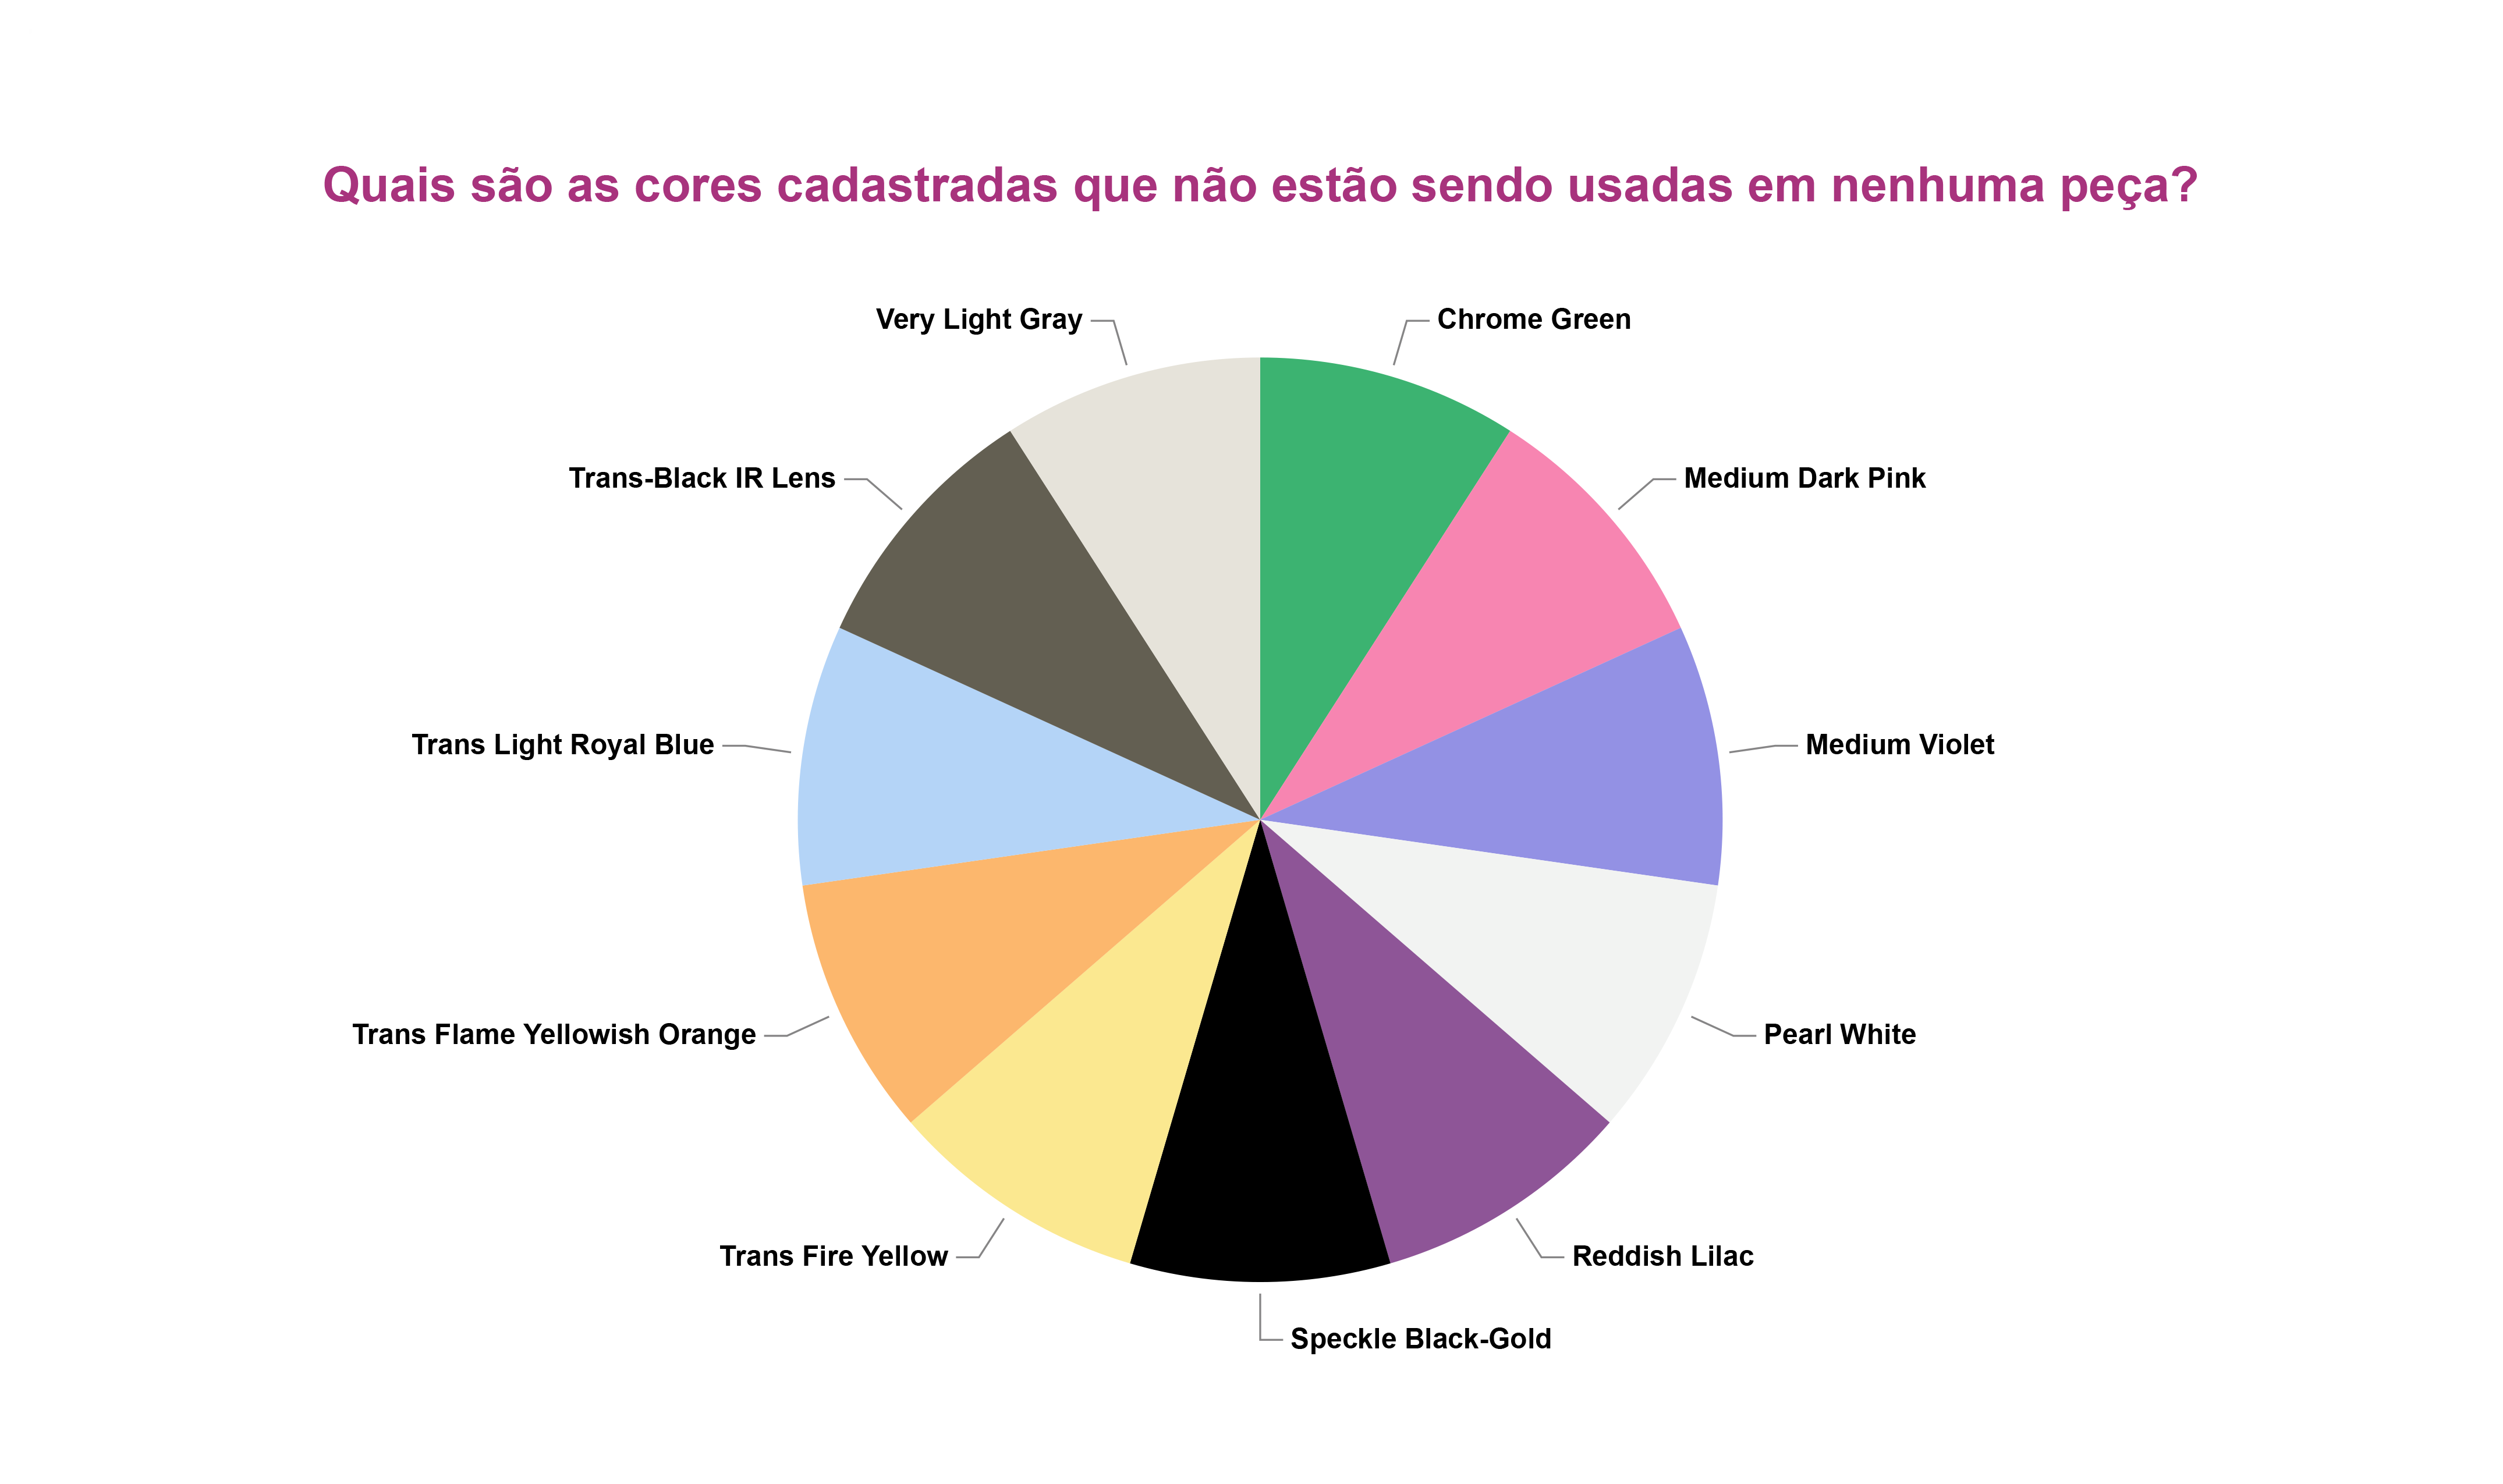 Quais são as cores cadastradas que não estão sendo usadas em nenhuma peça?
Very Light Gray
Chrome Green
Trans-Black IR Lens
Medium Dark Pink
Trans Light Royal Blue
Medium Violet
Trans Flame Yellowish Orange
Pearl White
Trans Fire Yellow
Reddish Lilac
Speckle Black-Gold